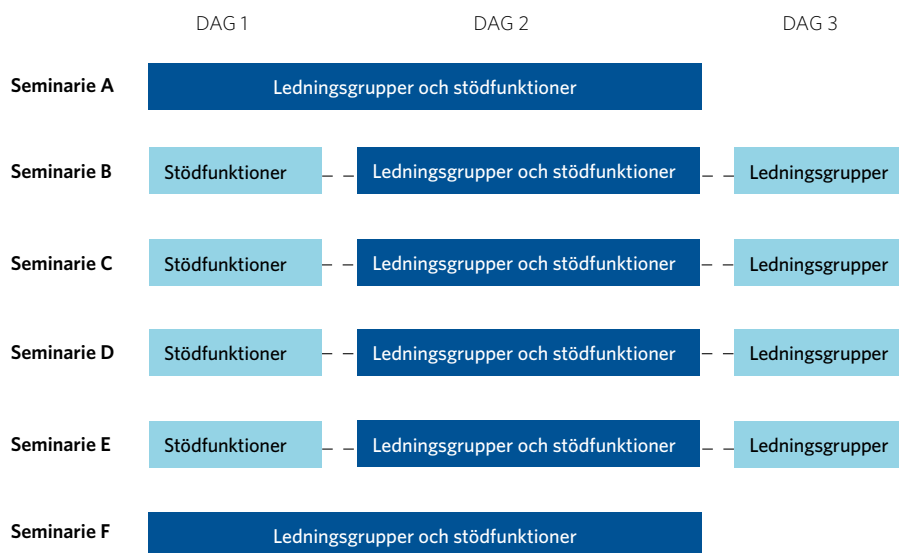 DAG 1 DAG 2 DAG 3
Seminarie A Ledningsgrupper och stödfunktioner
Seminarie B Stödfunktioner Ledningsgrupper och stödfunktioner Ledningsgrupper
Seminarie C Stödfunktioner Ledningsgrupper och stödfunktioner Ledningsgrupper
Seminarie D Stödfunktioner Ledningsgrupper och stödfunktioner Ledningsgrupper
Seminarie E Stödfunktioner Ledningsgrupper och stödfunktioner Ledningsgrupper
Seminarie F Ledningsgrupper och stödfunktioner